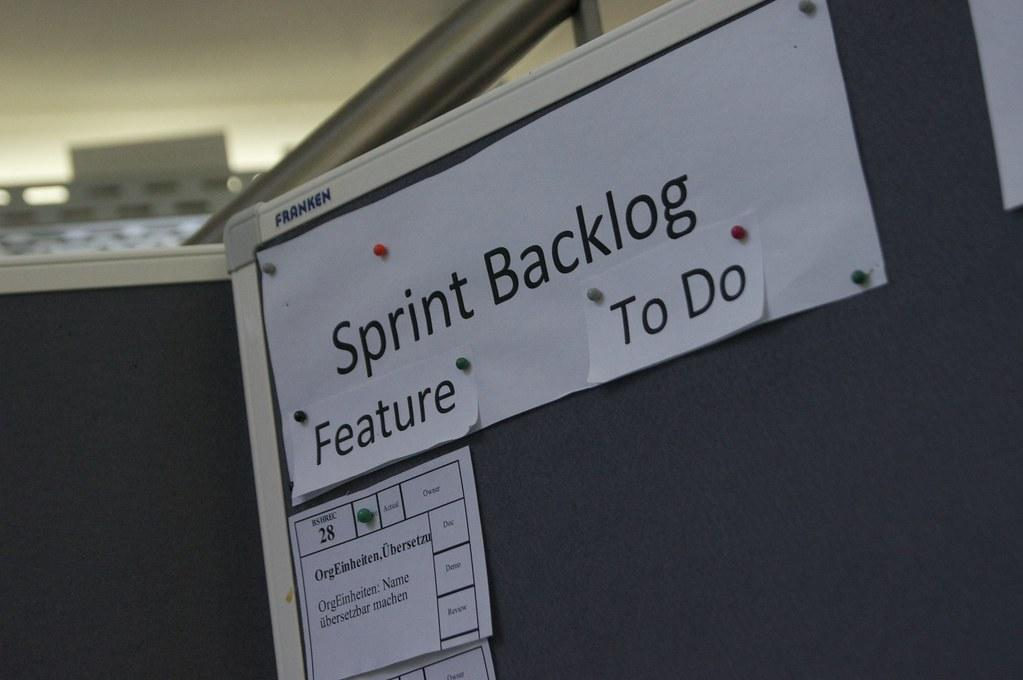 FRANKEN
Sprint Backlog
Feature
To Do
BSHREC
28
Actual
Owner
OrgEinheiten,Übersetzu
OrgEinheiten: Name
übersetzbar machen
Doc
Demo
Review
Owner